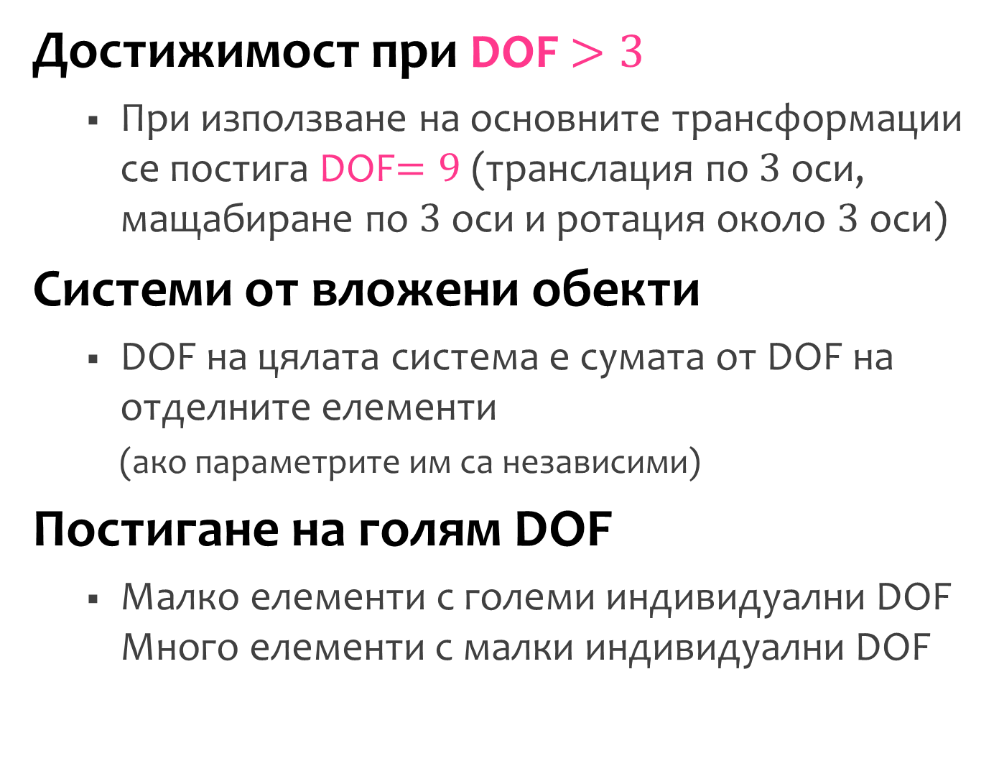 Достижимост при DOF > 3
▪ При използване на основните трансформации
се постига DOF= 9 (транслация по 3 оси,
мащабиране по 3 оси и ротация около 3 оси)
Системи от вложени обекти
▪ DOF на цялата система е сумата от DOF на
отделните елементи
(ако параметрите им са независими)
Постигане на голям DOF
▪ Малко елементи с големи индивидуални DOF
Много елементи с малки индивидуални DOF